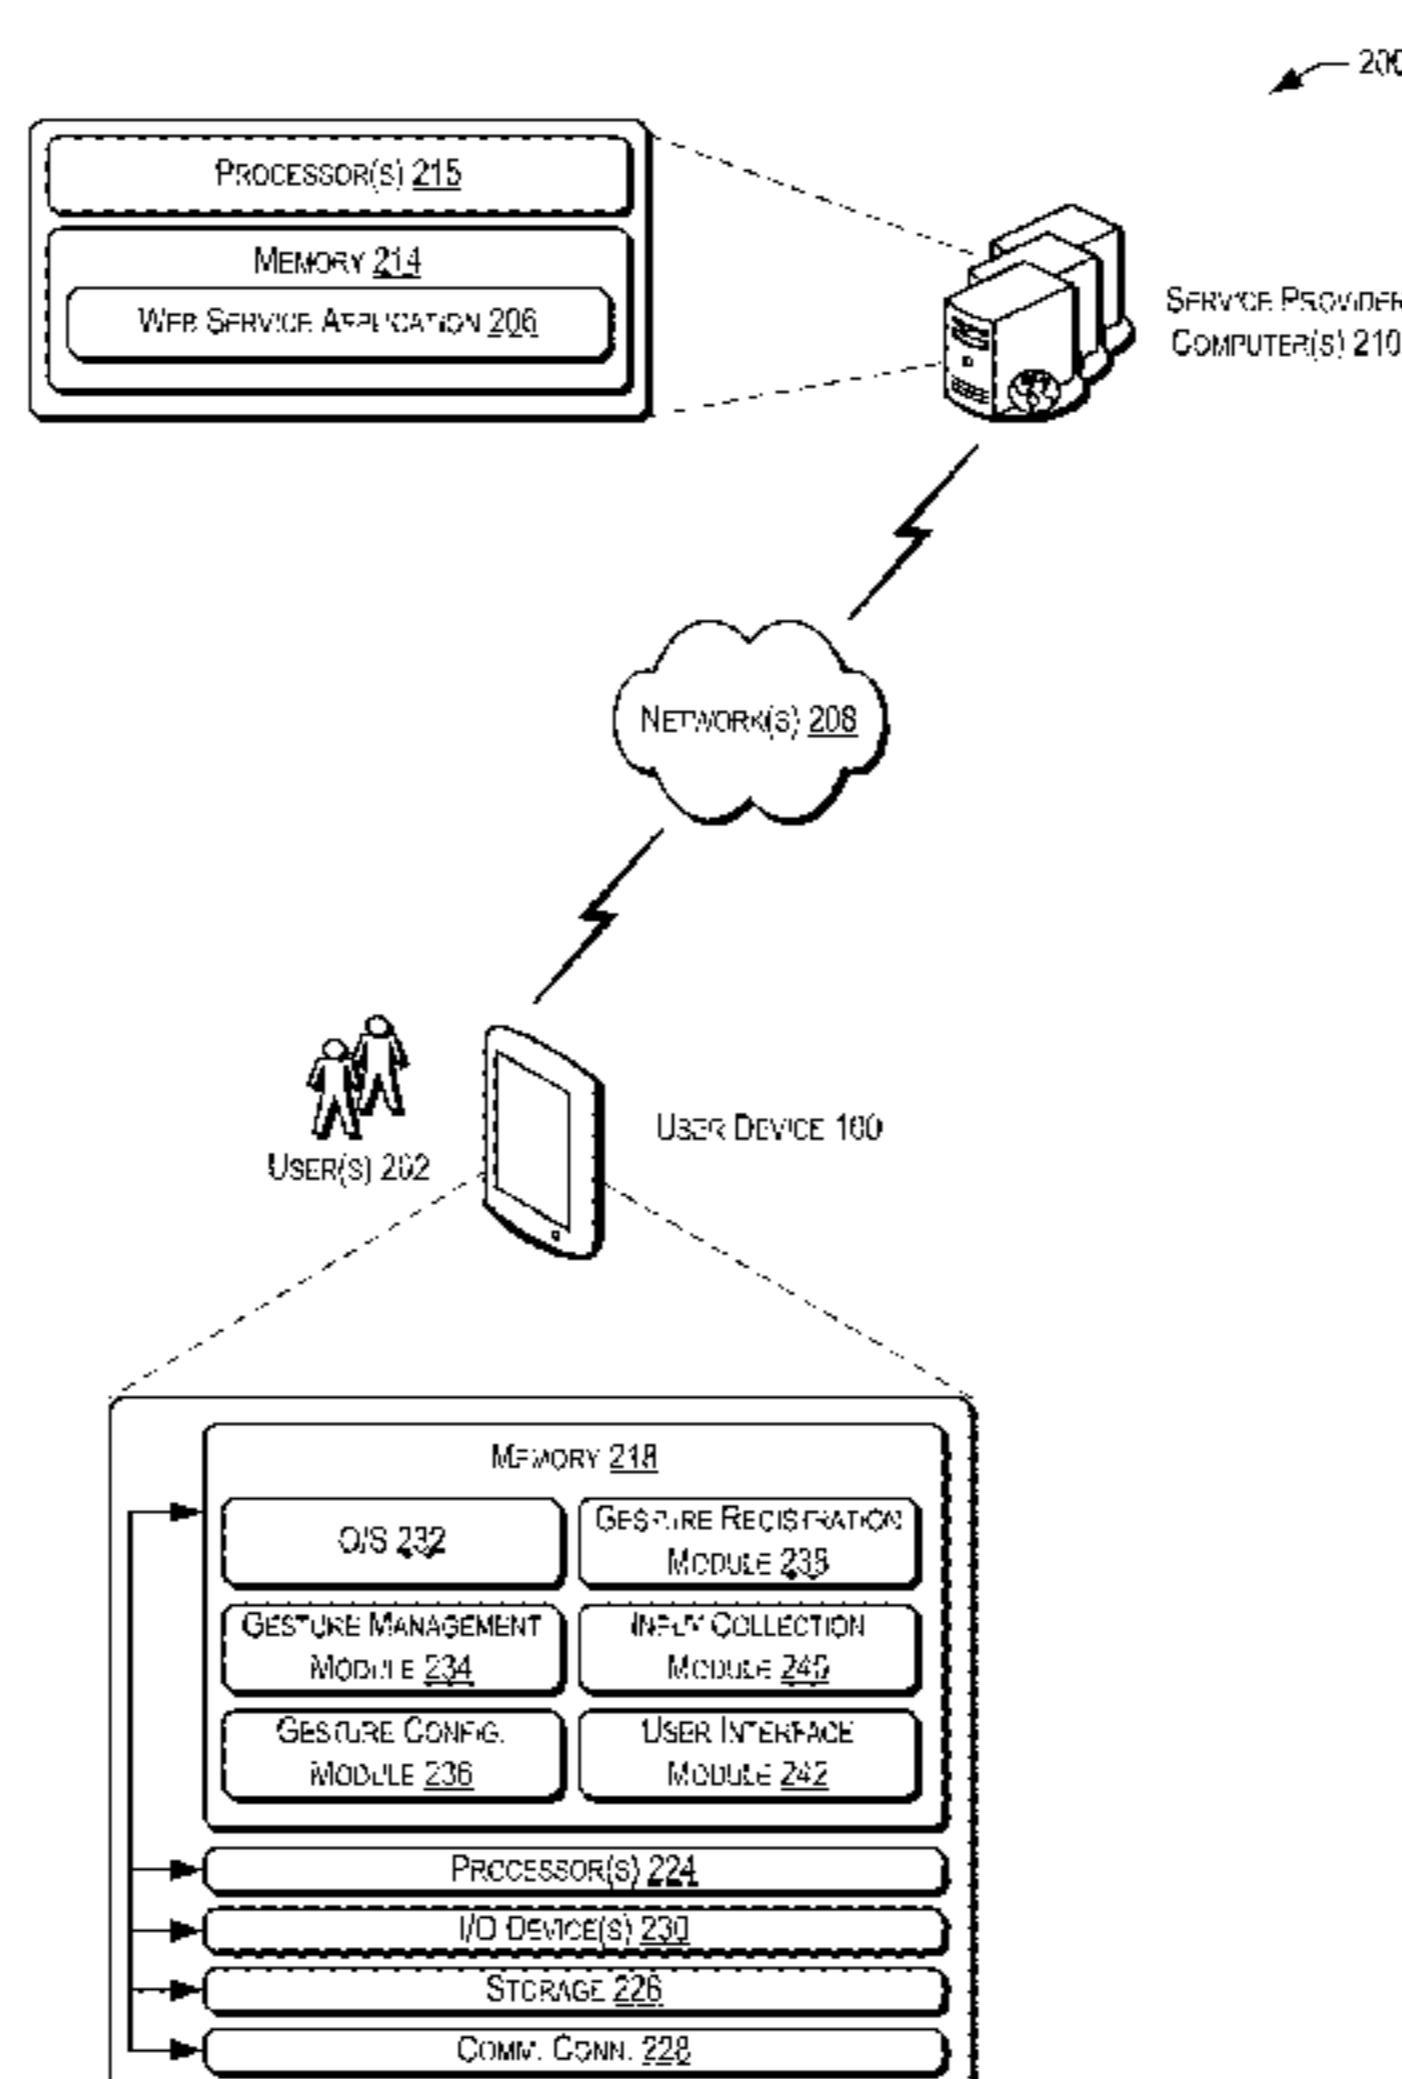 200
PROCESSOR(S) 215
MEMORY 214
WEB SERVICE APPLICATION 206
SERVICE PROVIDER
COMPUTER(S) 210
NETWORK(S) 208
USER DEVICE 100
USER(S) 202
MEMORY 218
O/S 232
GESTURE REGISTRATION
MODULE 238
GESTURE MANAGEMENT
MODULE 234
INPUT COLLECTION
MODULE 240
GESTURE CONFIG.
MODULE 236
USER INTERFACE
MODULE 242
PROCESSOR(S) 224
I/O DEVICE(S) 230
STORAGE 226
COMM. CONN. 228